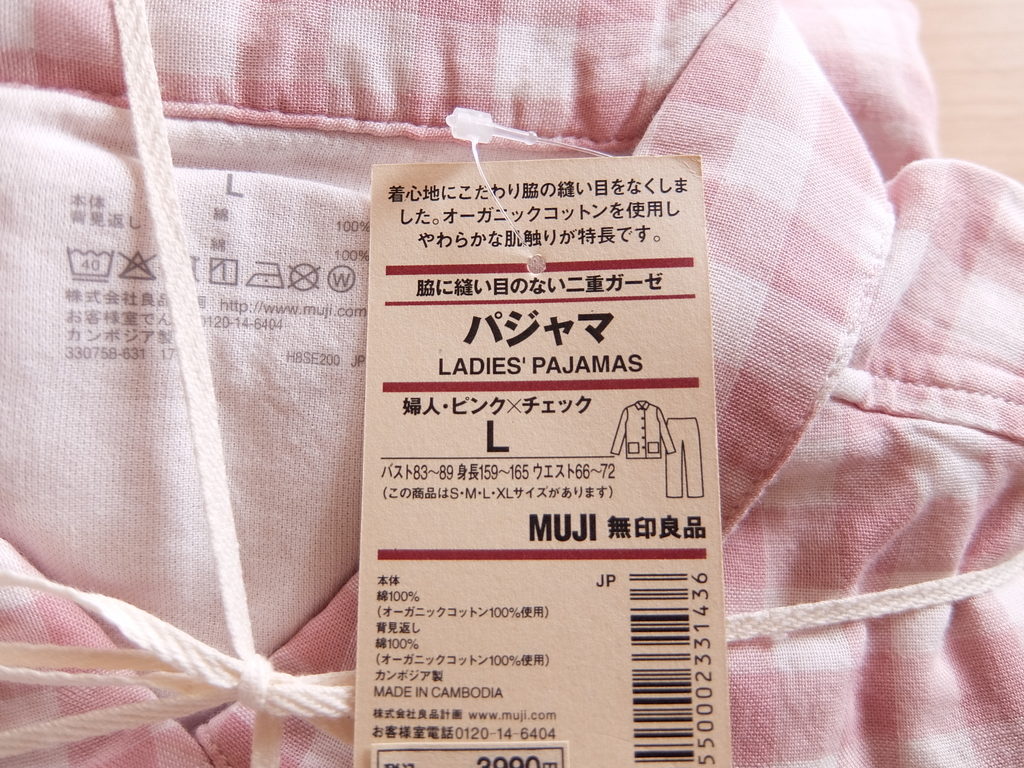 L
本体 綿 100%
背見返し 綿 100%
40 W
株式会社良品計画 http://www.muji.com
お客様室でん 0120-14-6404
カンボジア製
330758-631 17 H8SE200 JP
着心地にこだわり脇の縫い目をなくしま
した。オーガニックコットンを使用し
やわらかな肌触りが特長です。
脇に縫い目のない二重ガーゼ
パジャマ
LADIES' PAJAMAS
婦人・ピンク×チェック
L
バスト83~89 身長159~165 ウエスト66~72
(この商品はS・M・L・XLサイズがあります)
MUJI 無印良品
本体
綿100%
(オーガニックコットン100%使用)
背見返し
綿100%
(オーガニックコットン100%使用)
カンボジア製
MADE IN CAMBODIA
株式会社良品計画 www.muji.com
お客様室電話0120-14-6404
JP
550002331436
税込 3990円